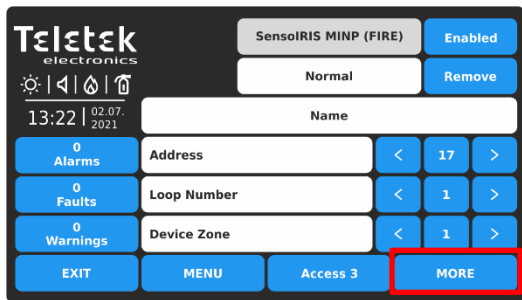 Teletek
electronics
SensoIRIS MINP (FIRE)
Enabled
Normal
Remove
13:22
02.07.
2021
Name
0
Alarms
Address
<
17
>
0
Faults
Loop Number
<
1
>
0
Warnings
Device Zone
<
1
>
EXIT
MENU
Access 3
MORE